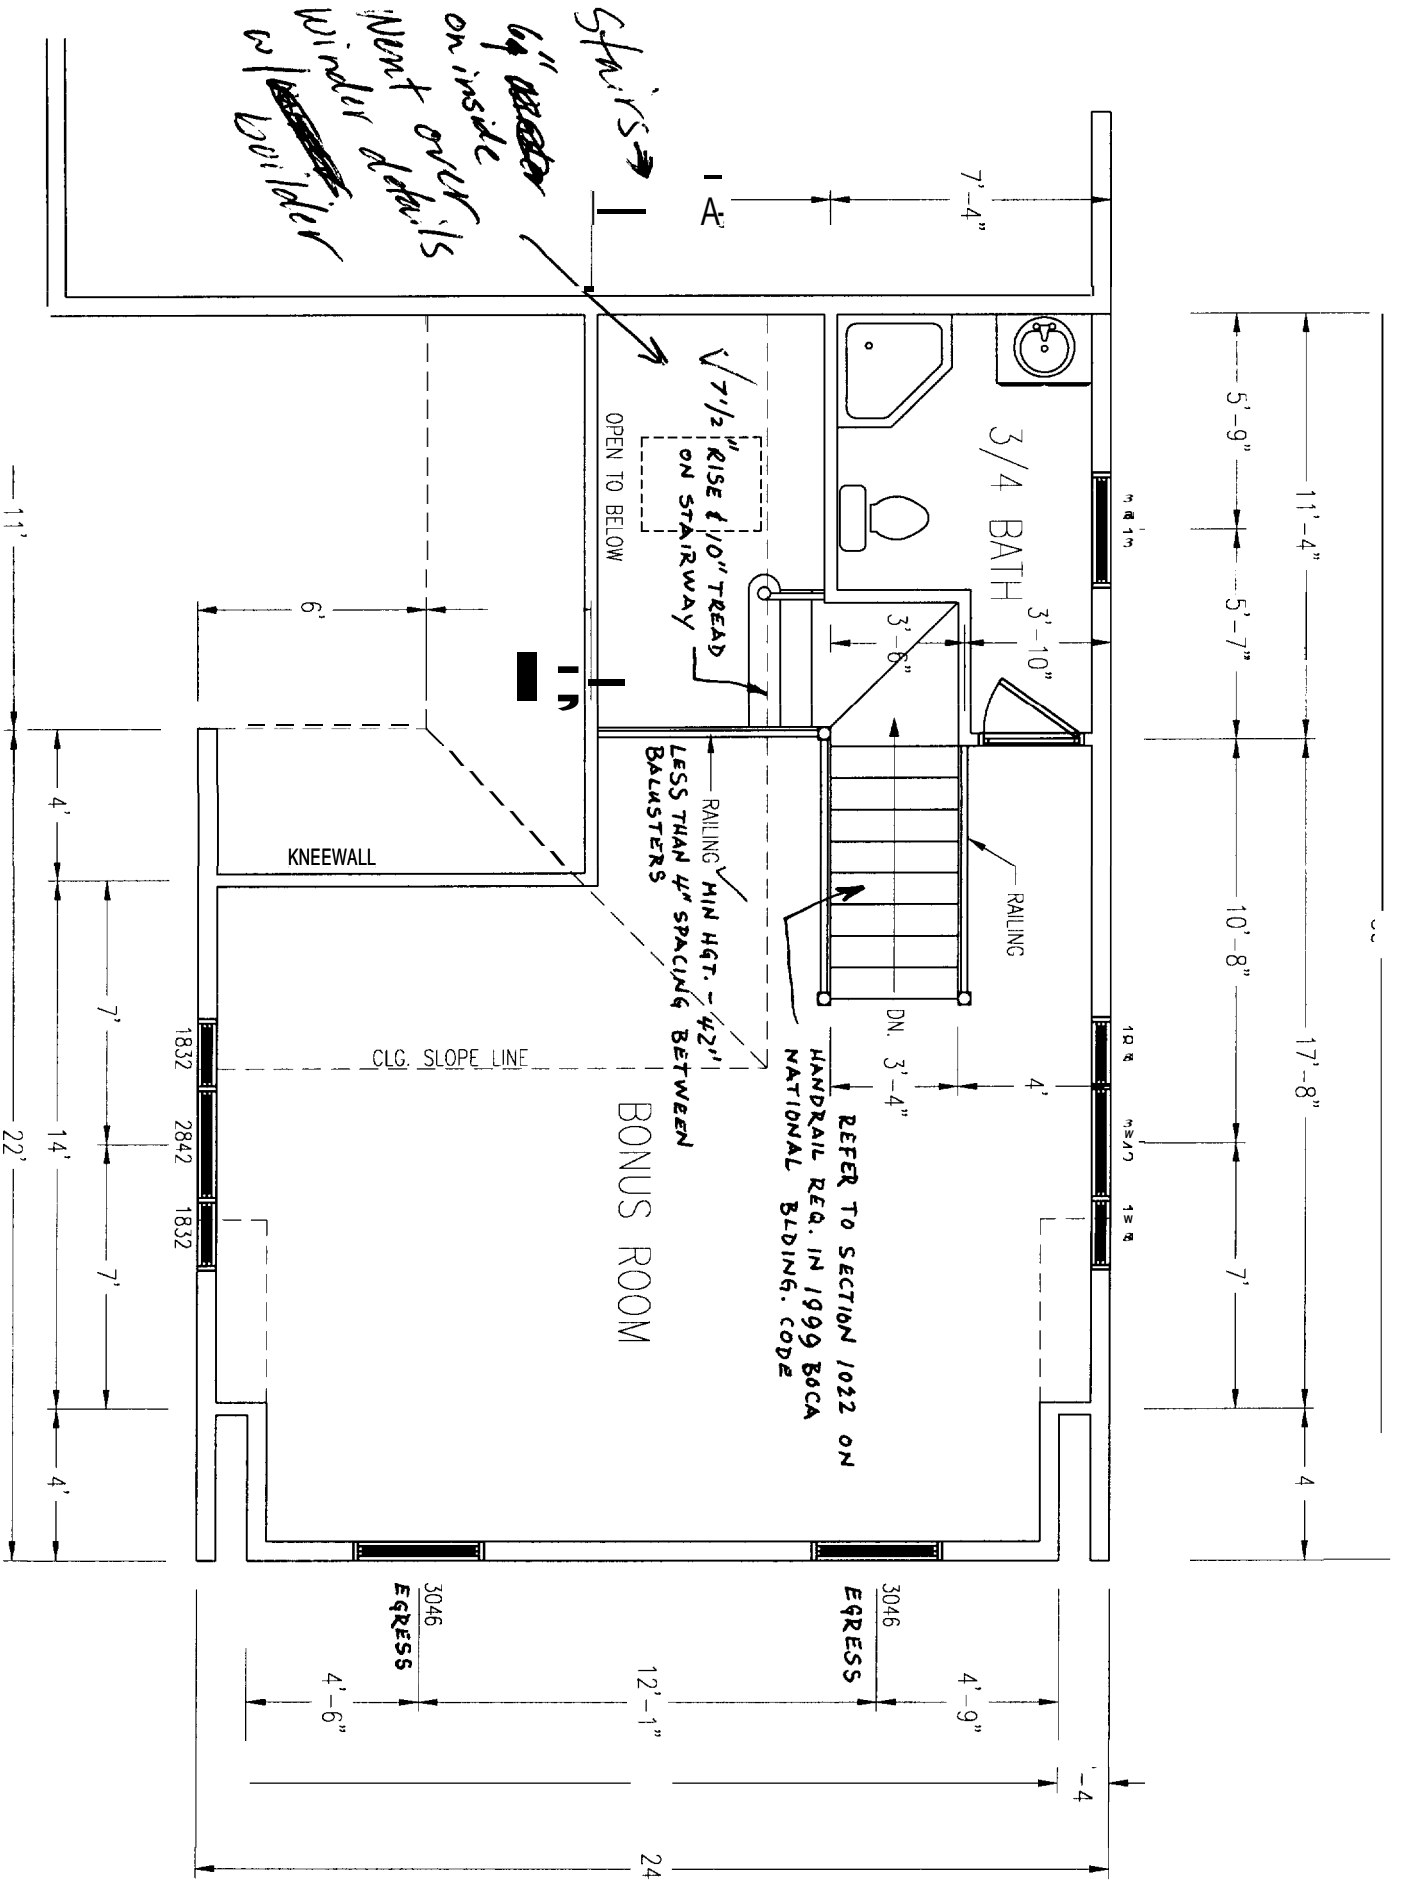 Stairs
6"
on inside
Went over
winder details
w/ builder
A
7'-4"
5'-9"
11'-4"
5'-7"
3/4 BATH
3'-10"
3'-6"
7 1/2" RISE & 10" TREAD
ON STAIRWAY
OPEN TO BELOW
6'
11'
4'
KNEEWALL
RAILING
MIN HGT. - 42"
LESS THAN 4" SPACING BETWEEN
BALUSTERS
RAILING
10'-8"
17'-8"
DN.
3'-4"
4'
REFER TO SECTION 1022 ON
HANDRAIL REQ. IN 1999 BOCA
NATIONAL BLDING. CODE
CLG. SLOPE LINE
BONUS ROOM
1832
2842
1832
7'
14'
7'
22'
4'
7'
4
3046
EGRESS
3046
EGRESS
4'-6"
12'-1"
4'-9"
24